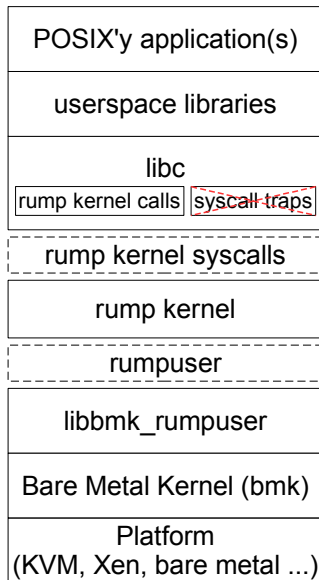 POSIX'y application(s)
userspace libraries
libc
rump kernel calls syscall traps
rump kernel syscalls
rump kernel
rumpuser
libbmk_rumpuser
Bare Metal Kernel (bmk)
Platform
(KVM, Xen, bare metal ...)